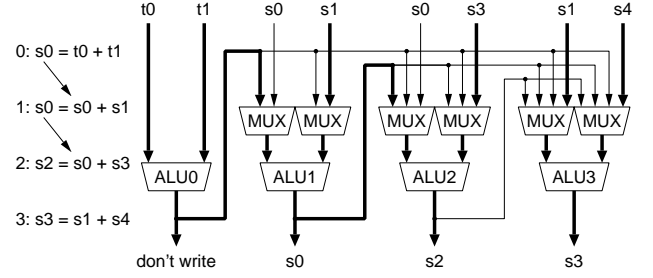 t0 t1 s0 s1 s0 s3 s1 s4
0: s0 = t0 + t1
1: s0 = s0 + s1
MUX MUX MUX MUX MUX MUX
2: s2 = s0 + s3
ALU0 ALU1 ALU2 ALU3
3: s3 = s1 + s4
don't write s0 s2 s3